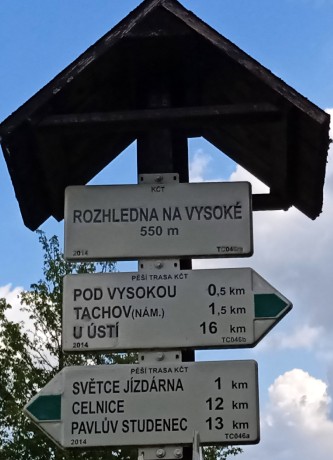 KČT
ROZHLEDNA NA VYSOKÉ
550 m
2014 TC046b
PĚŠÍ TRASA KČT
POD VYSOKOU 0,5 km
TACHOV (NÁM.) 1,5 km
U ÚSTÍ 16 km
2014 TC046b
PĚŠÍ TRASA KČT
SVĚTCE JÍZDÁRNA 1 km
CELNICE 12 km
PAVLUV STUDENEC 13 km
2014 TC046a